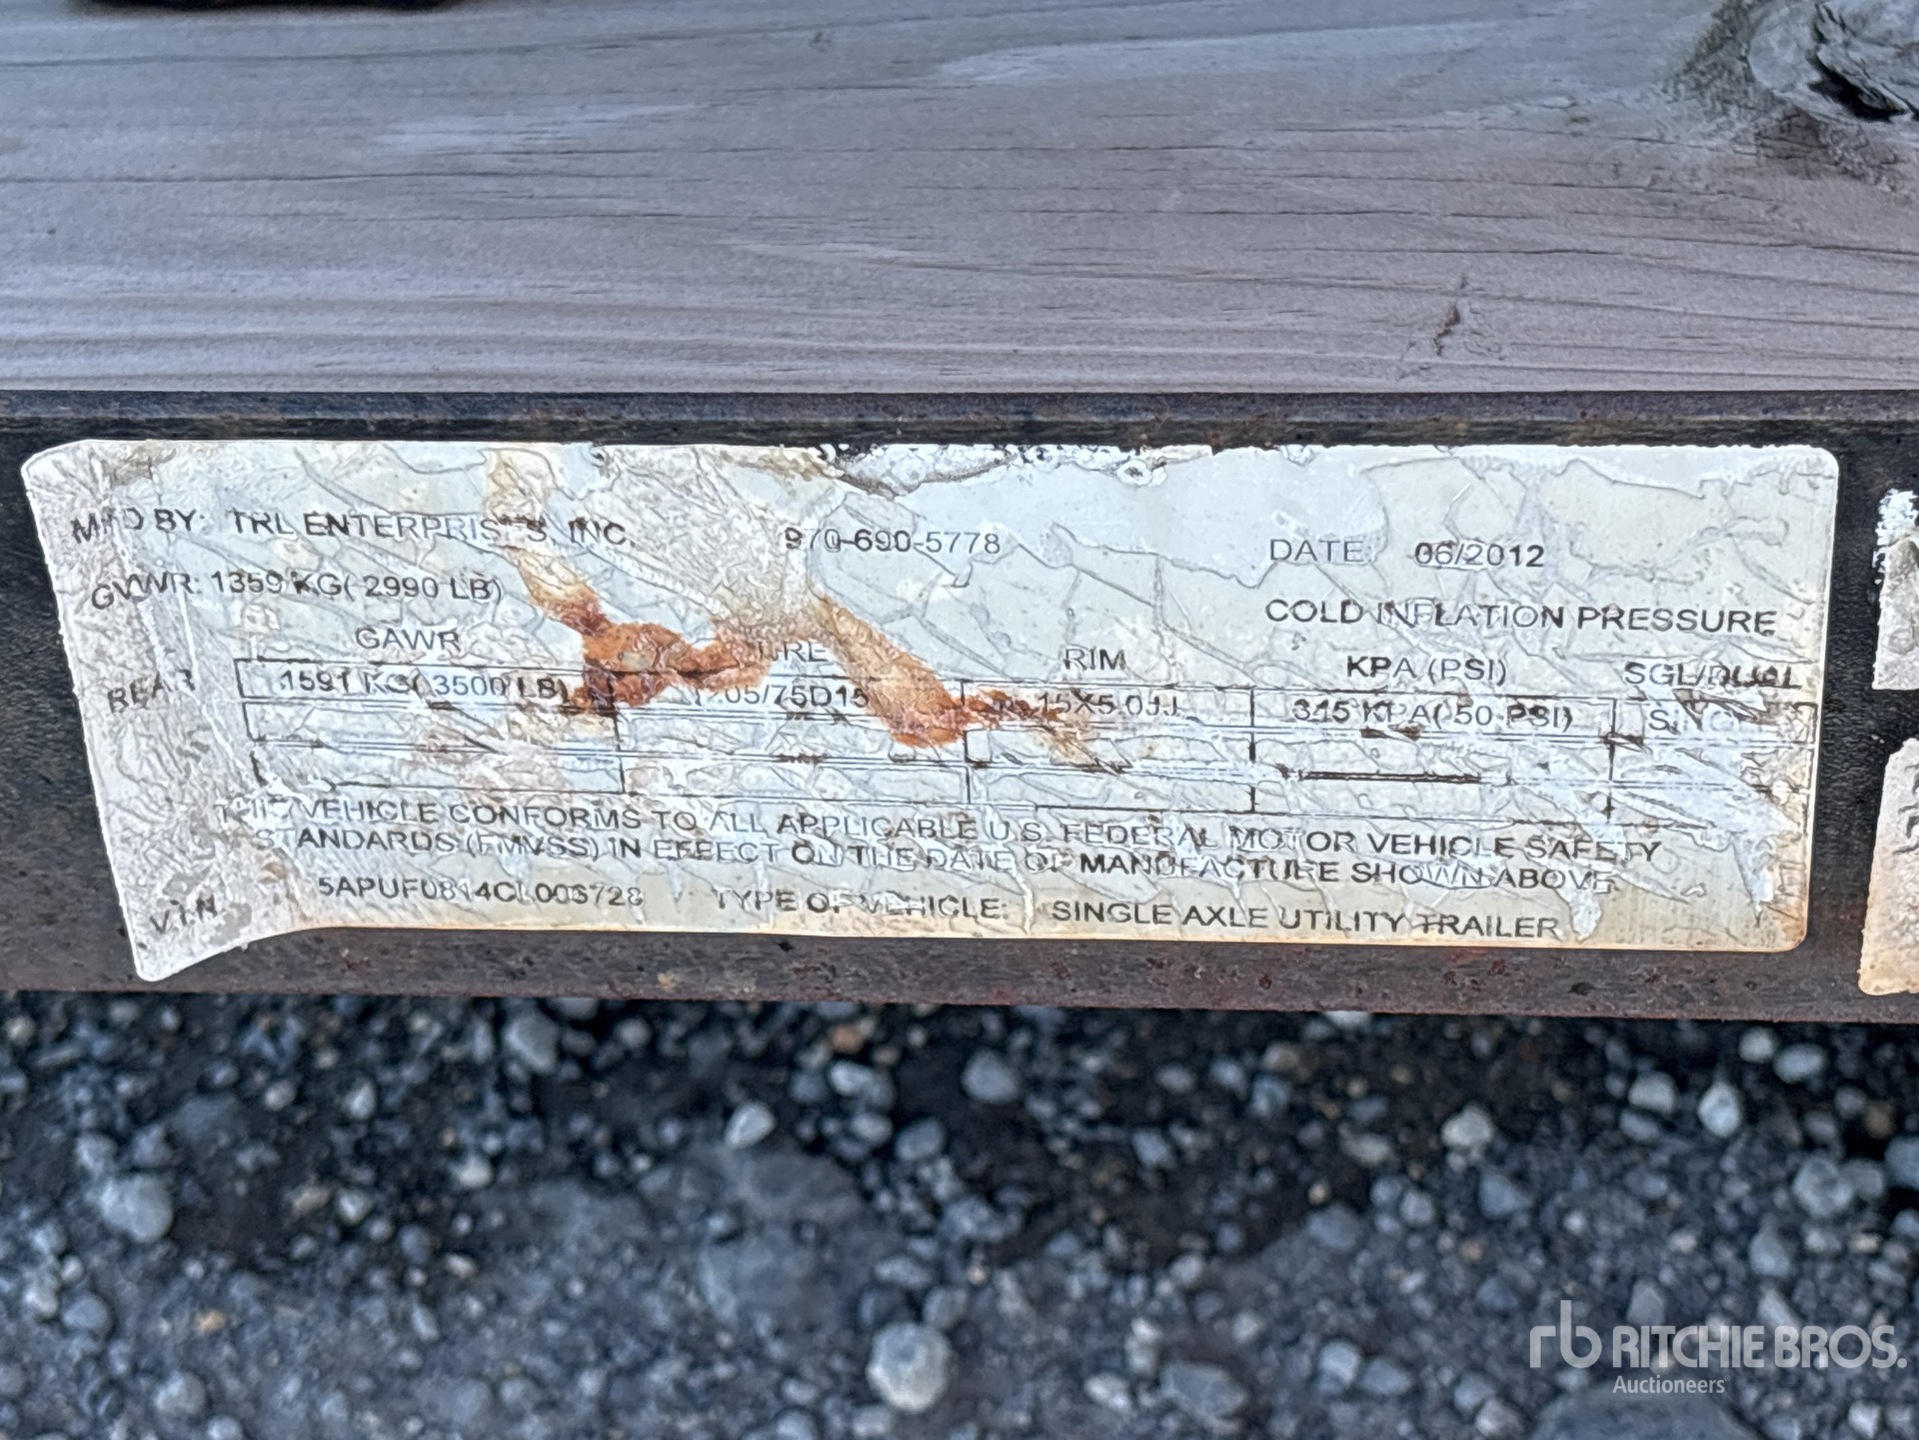 MFD BY: TRL ENTERPRISES, INC. 970-690-5778 DATE: 06/2012
GVWR: 1359 KG( 2990 LB)
COLD INFLATION PRESSURE
GAWR TIRE RIM KPA (PSI) SGL/DUAL
REAR 1591 KG( 3500 LB) 205/75D15 15X5.0JJ 345 KPA( 50 PSI)
THIS VEHICLE CONFORMS TO ALL APPLICABLE U.S. FEDERAL MOTOR VEHICLE SAFETY
STANDARDS (FMVSS) IN EFFECT ON THE DATE OF MANUFACTURE SHOWN ABOVE
V.I.N. TYPE OF VEHICLE: SINGLE AXLE UTILITY TRAILER
rb RITCHIE BROS.
Auctioneers